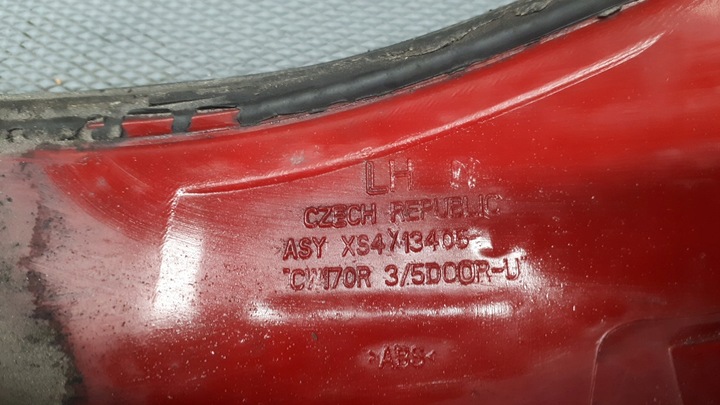 LH
CZECH REPUBLIC
ASY XS4X13405-
"CW170R 3/5DOOR-U
>ABS<